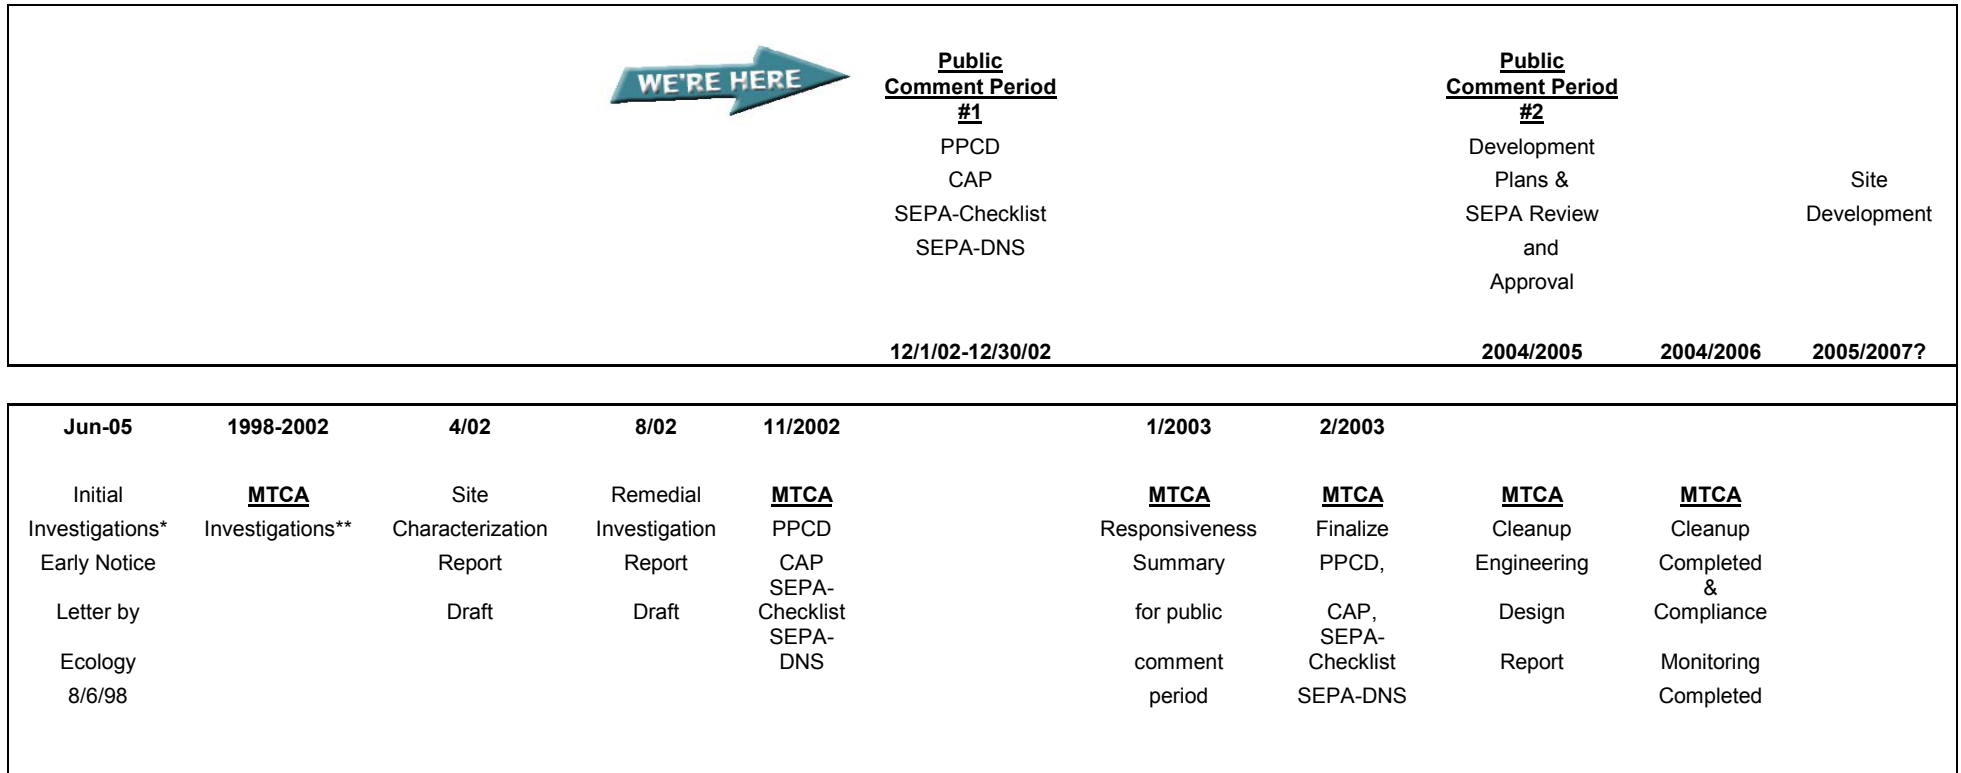 WE'RE HERE
Public
Comment Period
#1
PPCD
CAP
SEPA-Checklist
SEPA-DNS
12/1/02-12/30/02
Public
Comment Period
#2
Development
Plans &
SEPA Review
and
Approval
2004/2005
2004/2006
Site
Development
2005/2007?
Jun-05
Initial
Investigations*
Early Notice
Letter by
Ecology
8/6/98
1998-2002
MTCA
Investigations**
4/02
Site
Characterization
Report
Draft
8/02
Remedial
Investigation
Report
Draft
11/2002
MTCA
PPCD
CAP
SEPA-
Checklist
SEPA-
DNS
1/2003
MTCA
Responsiveness
Summary
for public
comment
period
2/2003
MTCA
Finalize
PPCD,
CAP,
SEPA-
Checklist
SEPA-DNS
MTCA
Cleanup
Engineering
Design
Report
MTCA
Cleanup
Completed
&
Compliance
Monitoring
Completed